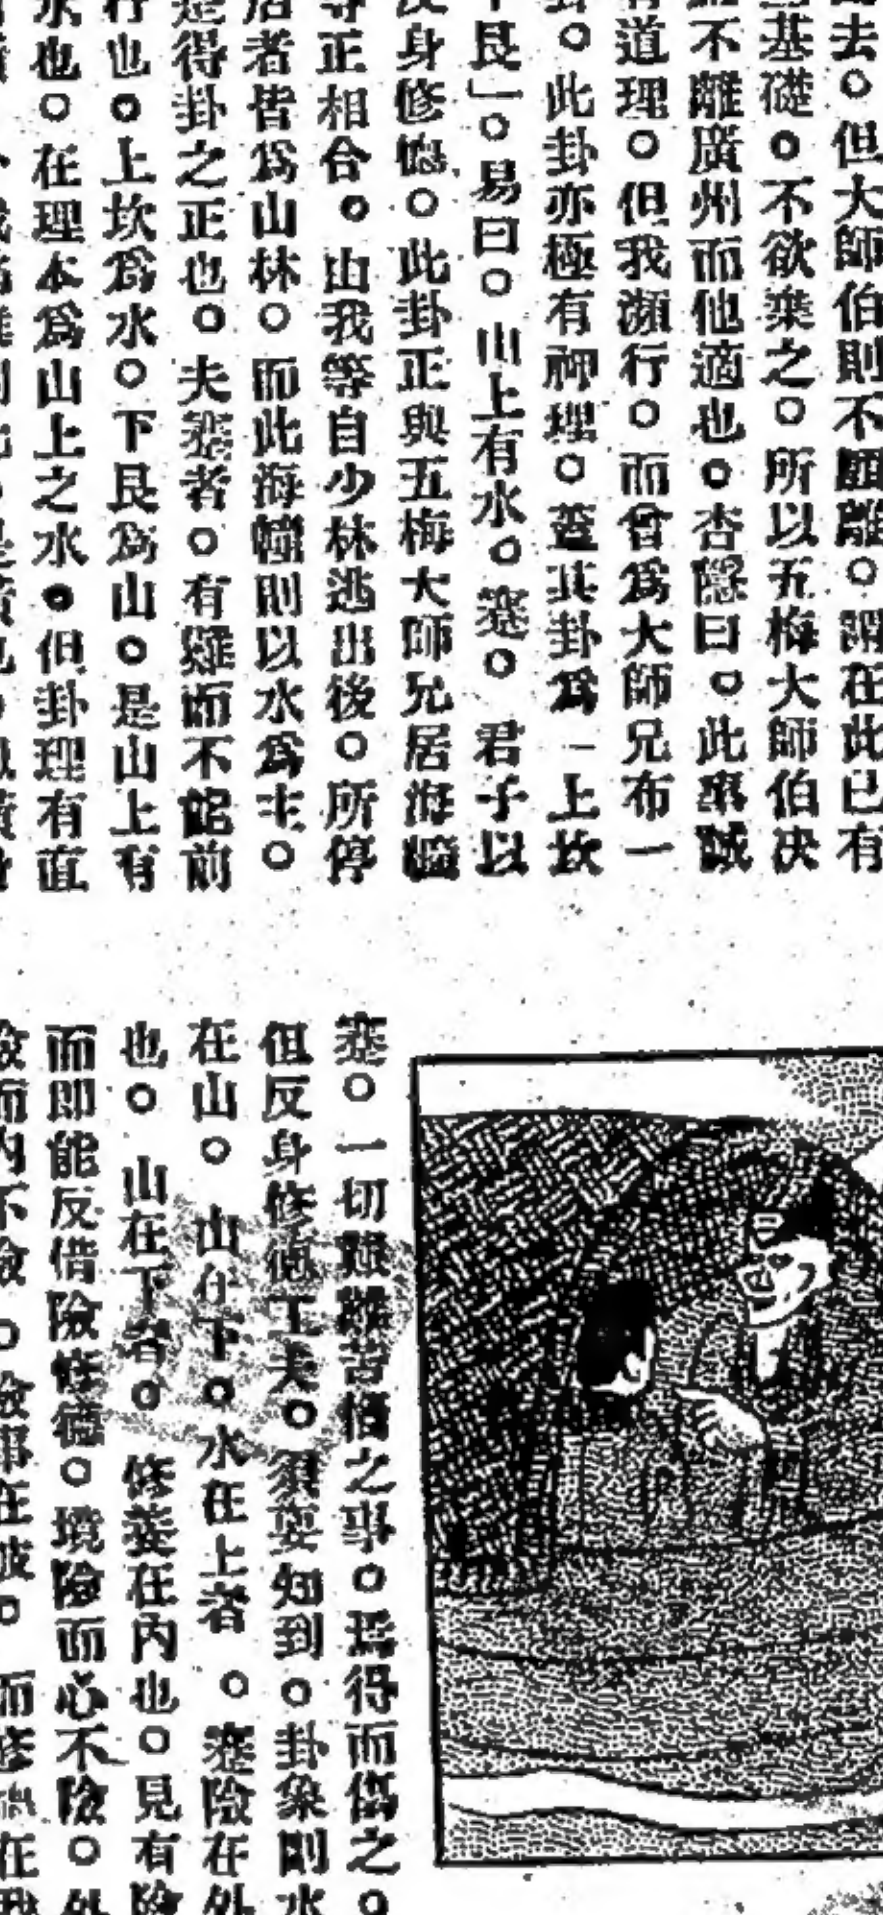 去。但大師伯則不願離。謂在此已有
基礎。不欲棄之。所以五梅大師伯决
不離廣州而他適也。杏隱曰。此事誠
道理。但我瀕行。而曾爲大師兄布一
。此卦亦極有神理。蓋其卦爲一上坎
艮」。易曰。山上有水。蹇。君子以
身修德。此卦正與五梅大師兄居海幢
正相合。由我等自少林逃出後。所停
者皆爲山林。而此海幢則以水爲主。
得卦之正也。夫蹇者。有難而不能前
也。上坎爲水。下艮爲山。是山上有
也。在理本爲山上之水。但卦理有直
蹇。一切艱難苦惱之事。焉得而傷之。
但反身修德工夫。須要知到。卦象則水
在山。山在下。水在上者。蹇險在外
也。山在下者。修養在內也。見有險
而即能反借險修德。境險而心不險。外
而內不險。在彼。而修德在我